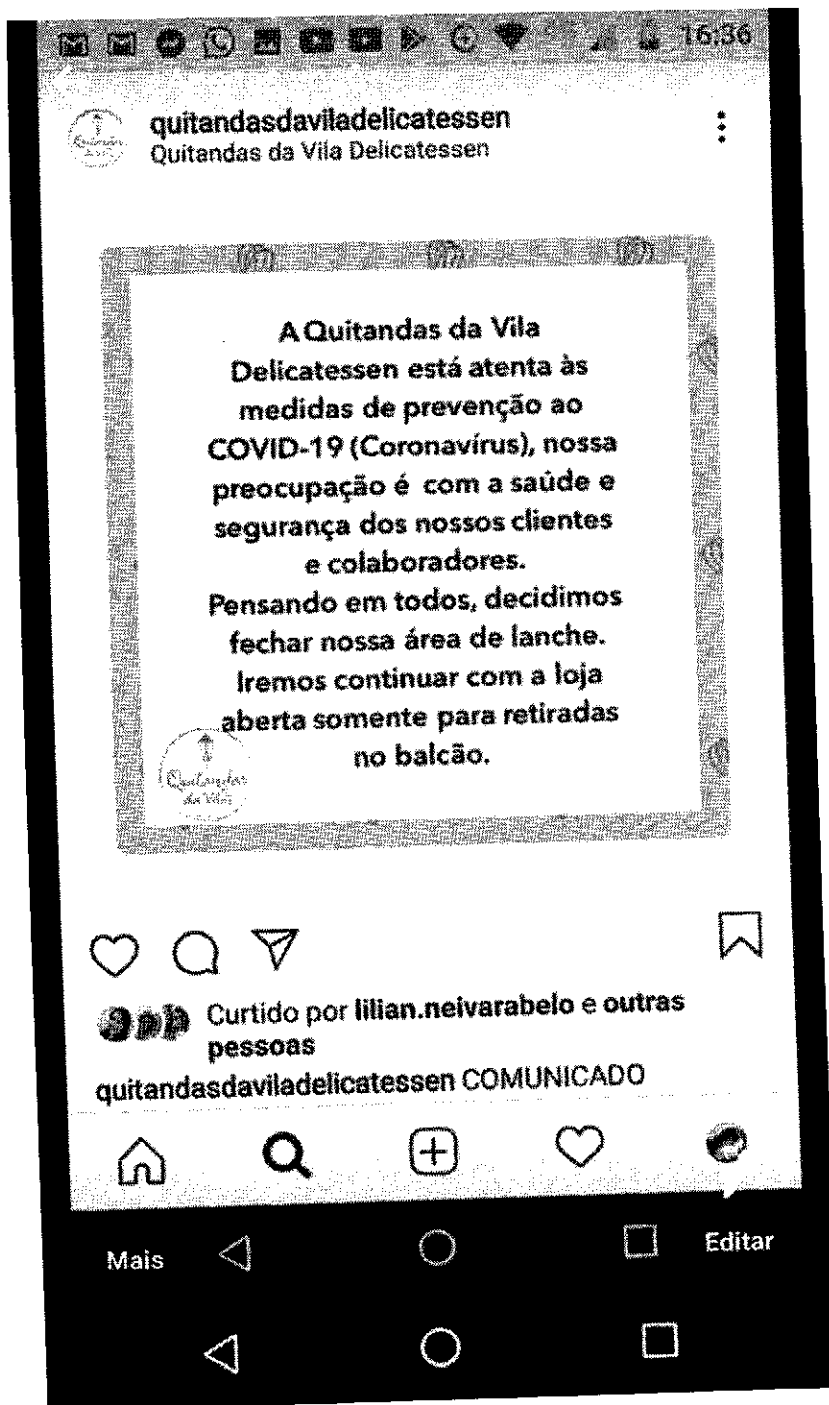 16:36
quitandasdaviladelicatessen
Quitandas da Vila Delicatessen
A Quitandas da Vila
Delicatessen está atenta às
medidas de prevenção ao
COVID-19 (Coronavírus), nossa
preocupação é com a saúde e
segurança dos nossos clientes
e colaboradores.
Pensando em todos, decidimos
fechar nossa área de lanche.
Iremos continuar com a loja
aberta somente para retiradas
no balcão.
Quitandas
da Vila
Curtido por lilian.neivarabelo e outras
pessoas
quitandasdaviladelicatessen COMUNICADO
Mais
Editar